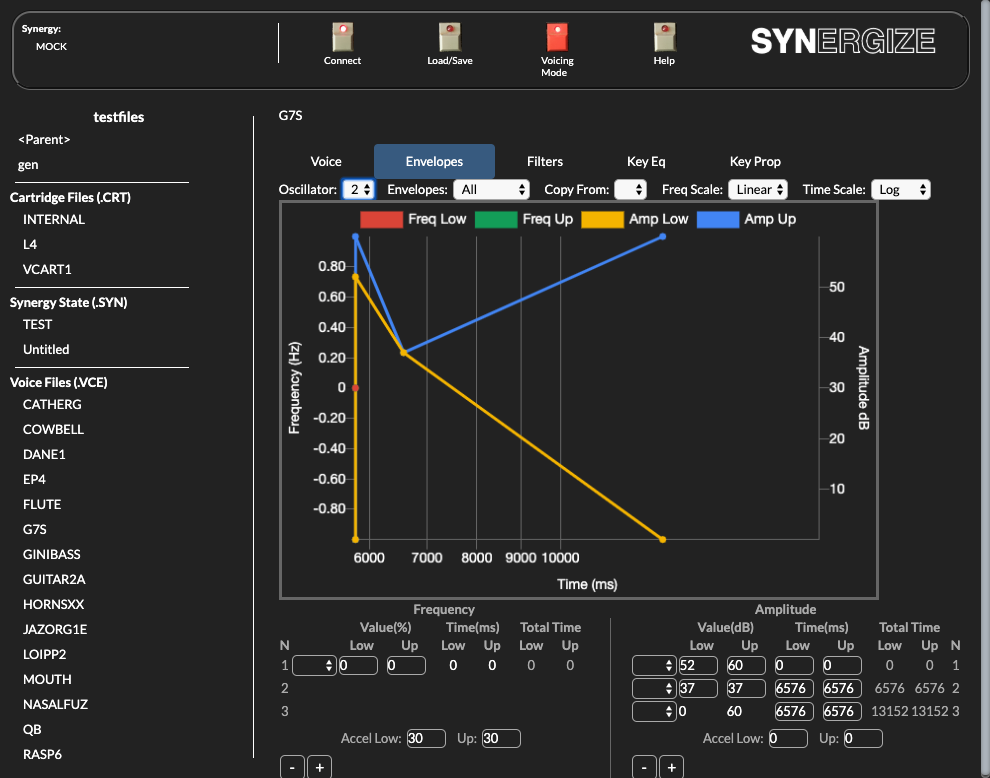 Synergy:
MOCK
Connect
Load/Save
Voicing
Mode
Help
SYNERGIZE
testfiles
<Parent>
gen
Cartridge Files (.CRT)
INTERNAL
L4
VCART1
Synergy State (.SYN)
TEST
Untitled
Voice Files (.VCE)
CATHERG
COWBELL
DANE1
EP4
FLUTE
G7S
GINIBASS
GUITAR2A
HORNSXX
JAZORG1E
LOIPP2
MOUTH
NASALFUZ
QB
RASP6
G7S
Voice Envelopes Filters Key Eq Key Prop
Oscillator: 2 Envelopes: All Copy From: Freq Scale: Linear Time Scale: Log
Freq Low Freq Up Amp Low Amp Up
0.80
0.60
0.40
0.20
0
-0.20
-0.40
-0.60
-0.80
Frequency (Hz)
50
40
30
20
10
Amplitude dB
6000 7000 8000 9000 10000
Time (ms)
Frequency
Value(%) Time(ms) Total Time
N Low Up Low Up Low Up
1 0 0 0 0 0 0
2
3
Accel Low: 30 Up: 30
- +
Amplitude
Value(dB) Time(ms) Total Time
Low Up Low Up Low Up N
52 60 0 0 0 0 1
37 37 6576 6576 6576 6576 2
0 60 6576 6576 13152 13152 3
Accel Low: 0 Up: 0
- +